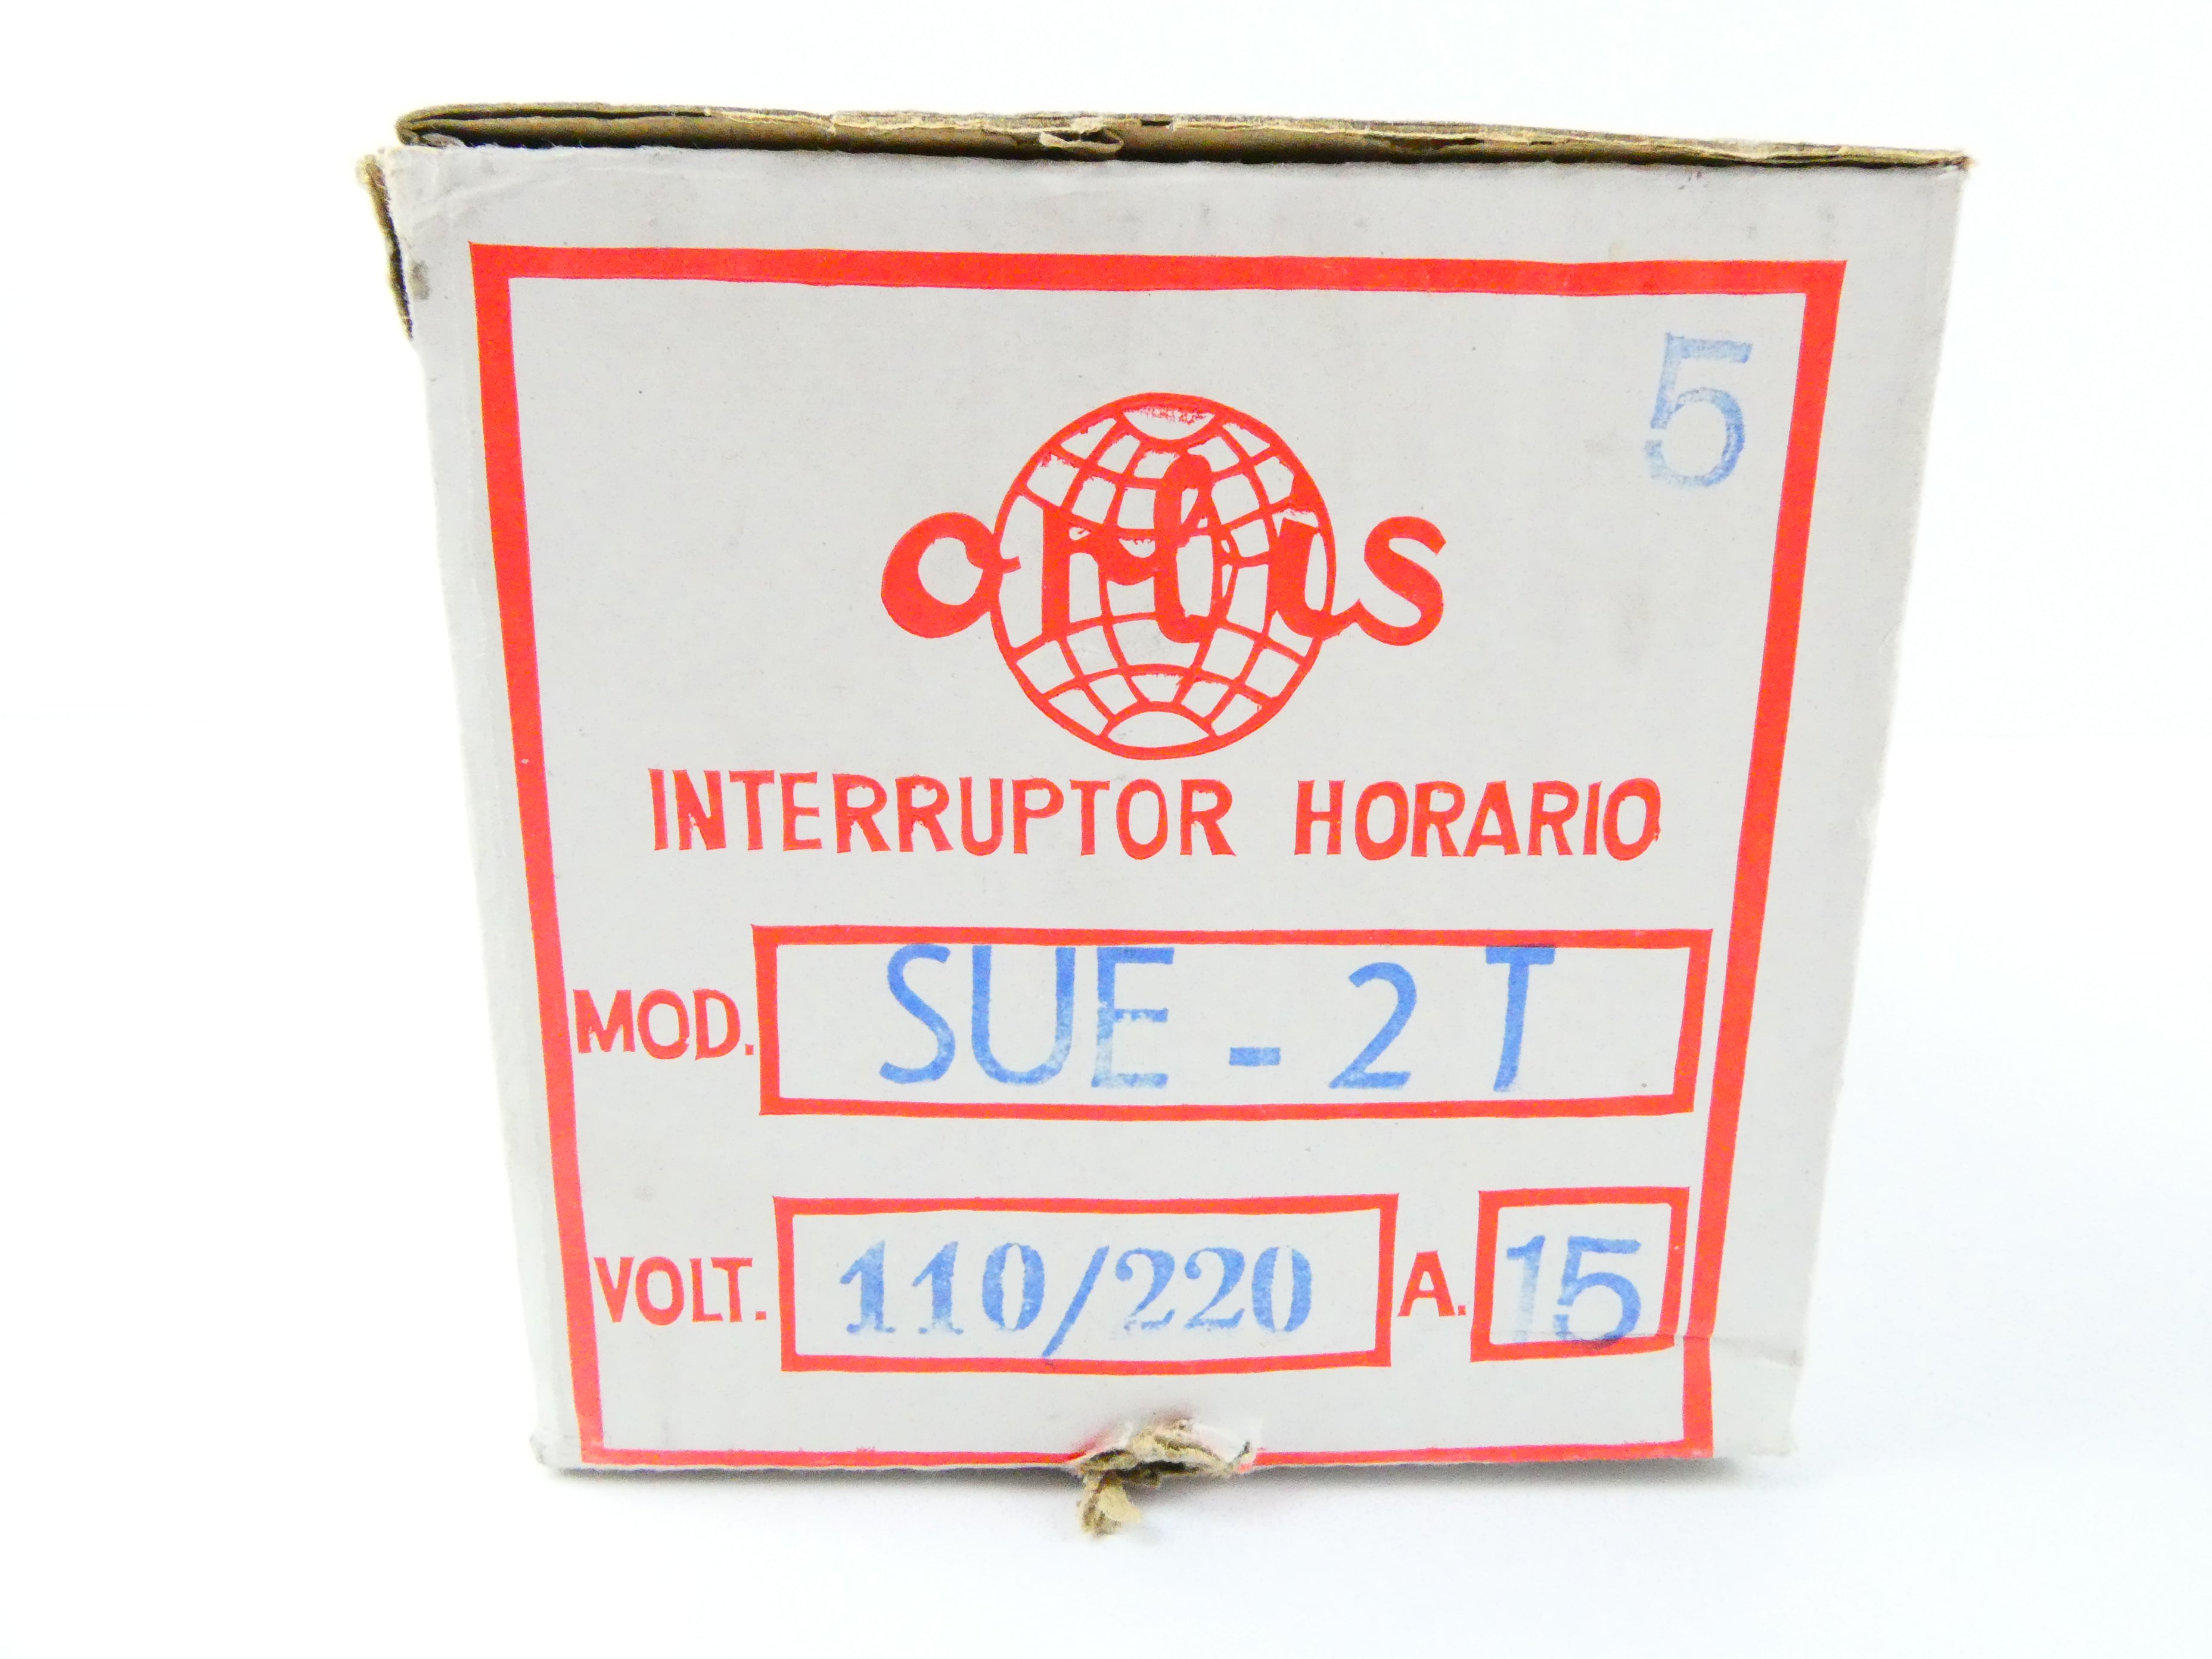 5
orbis
INTERRUPTOR HORARIO
MOD. SUE - 2 T
VOLT. 110/220 A. 15